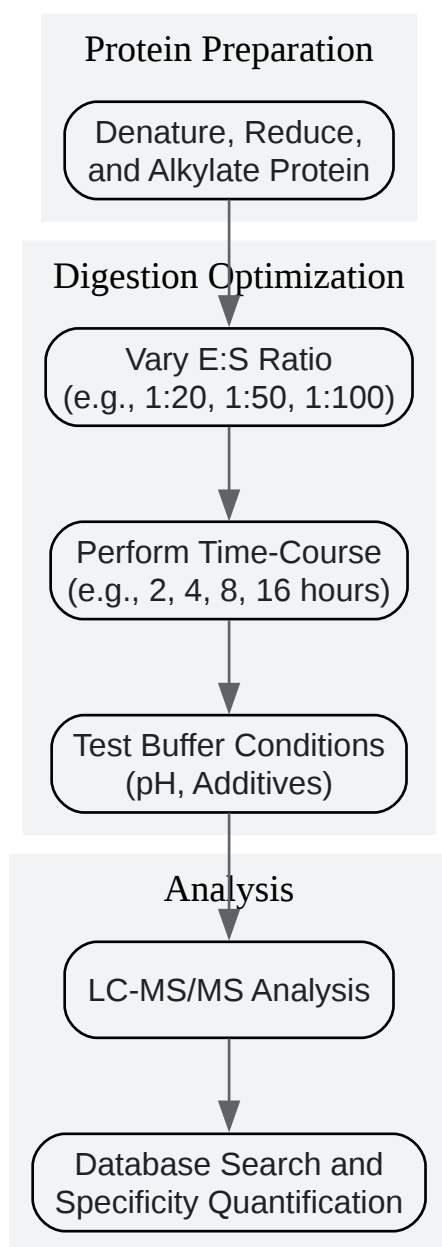 Protein Preparation
Denature, Reduce,
and Alkylate Protein
Digestion Optimization
Vary E:S Ratio
(e.g., 1:20, 1:50, 1:100)
Perform Time-Course
(e.g., 2, 4, 8, 16 hours)
Test Buffer Conditions
(pH, Additives)
Analysis
LC-MS/MS Analysis
Database Search and
Specificity Quantification